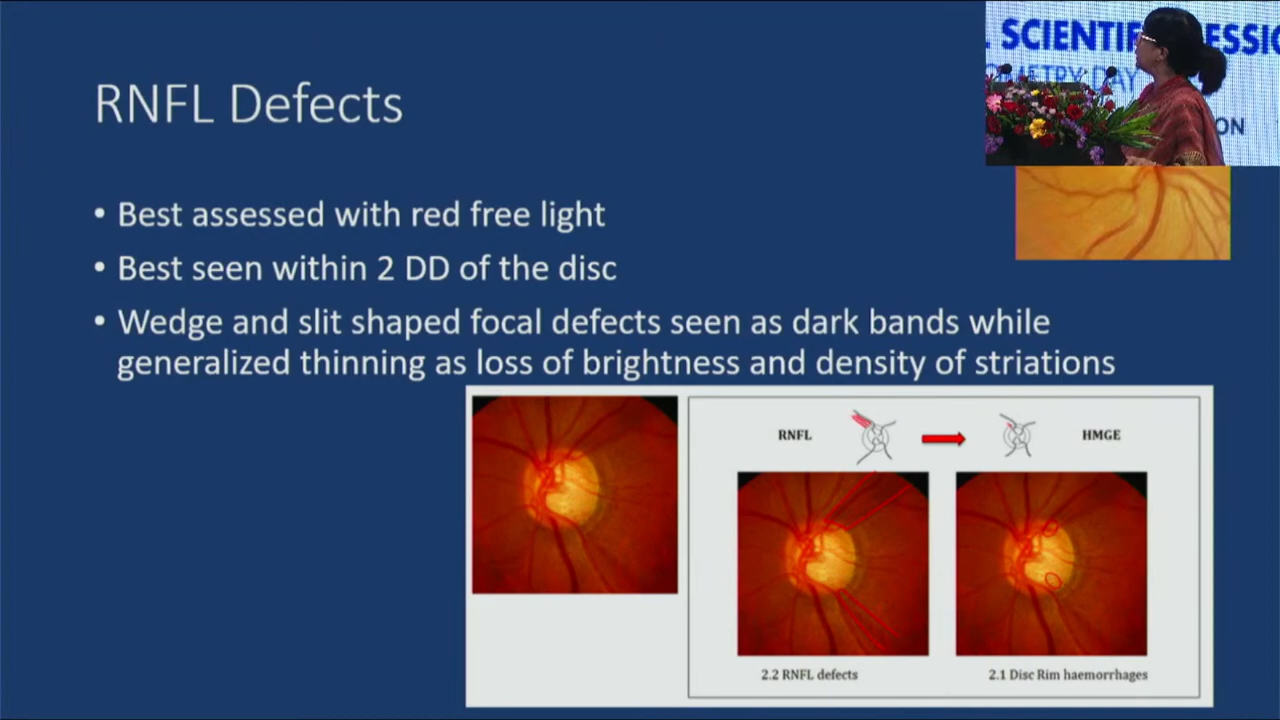 SCIENTIF
RNFL Defects
• Best assessed with red free light
• Best seen within 2 DD of the disc
• Wedge and slit shaped focal defects seen as dark bands while
generalized thinning as loss of brightness and density of striations
RNFL
HMGE
2.2 RNFL defects
2.1 Disc Rim haemorrhages